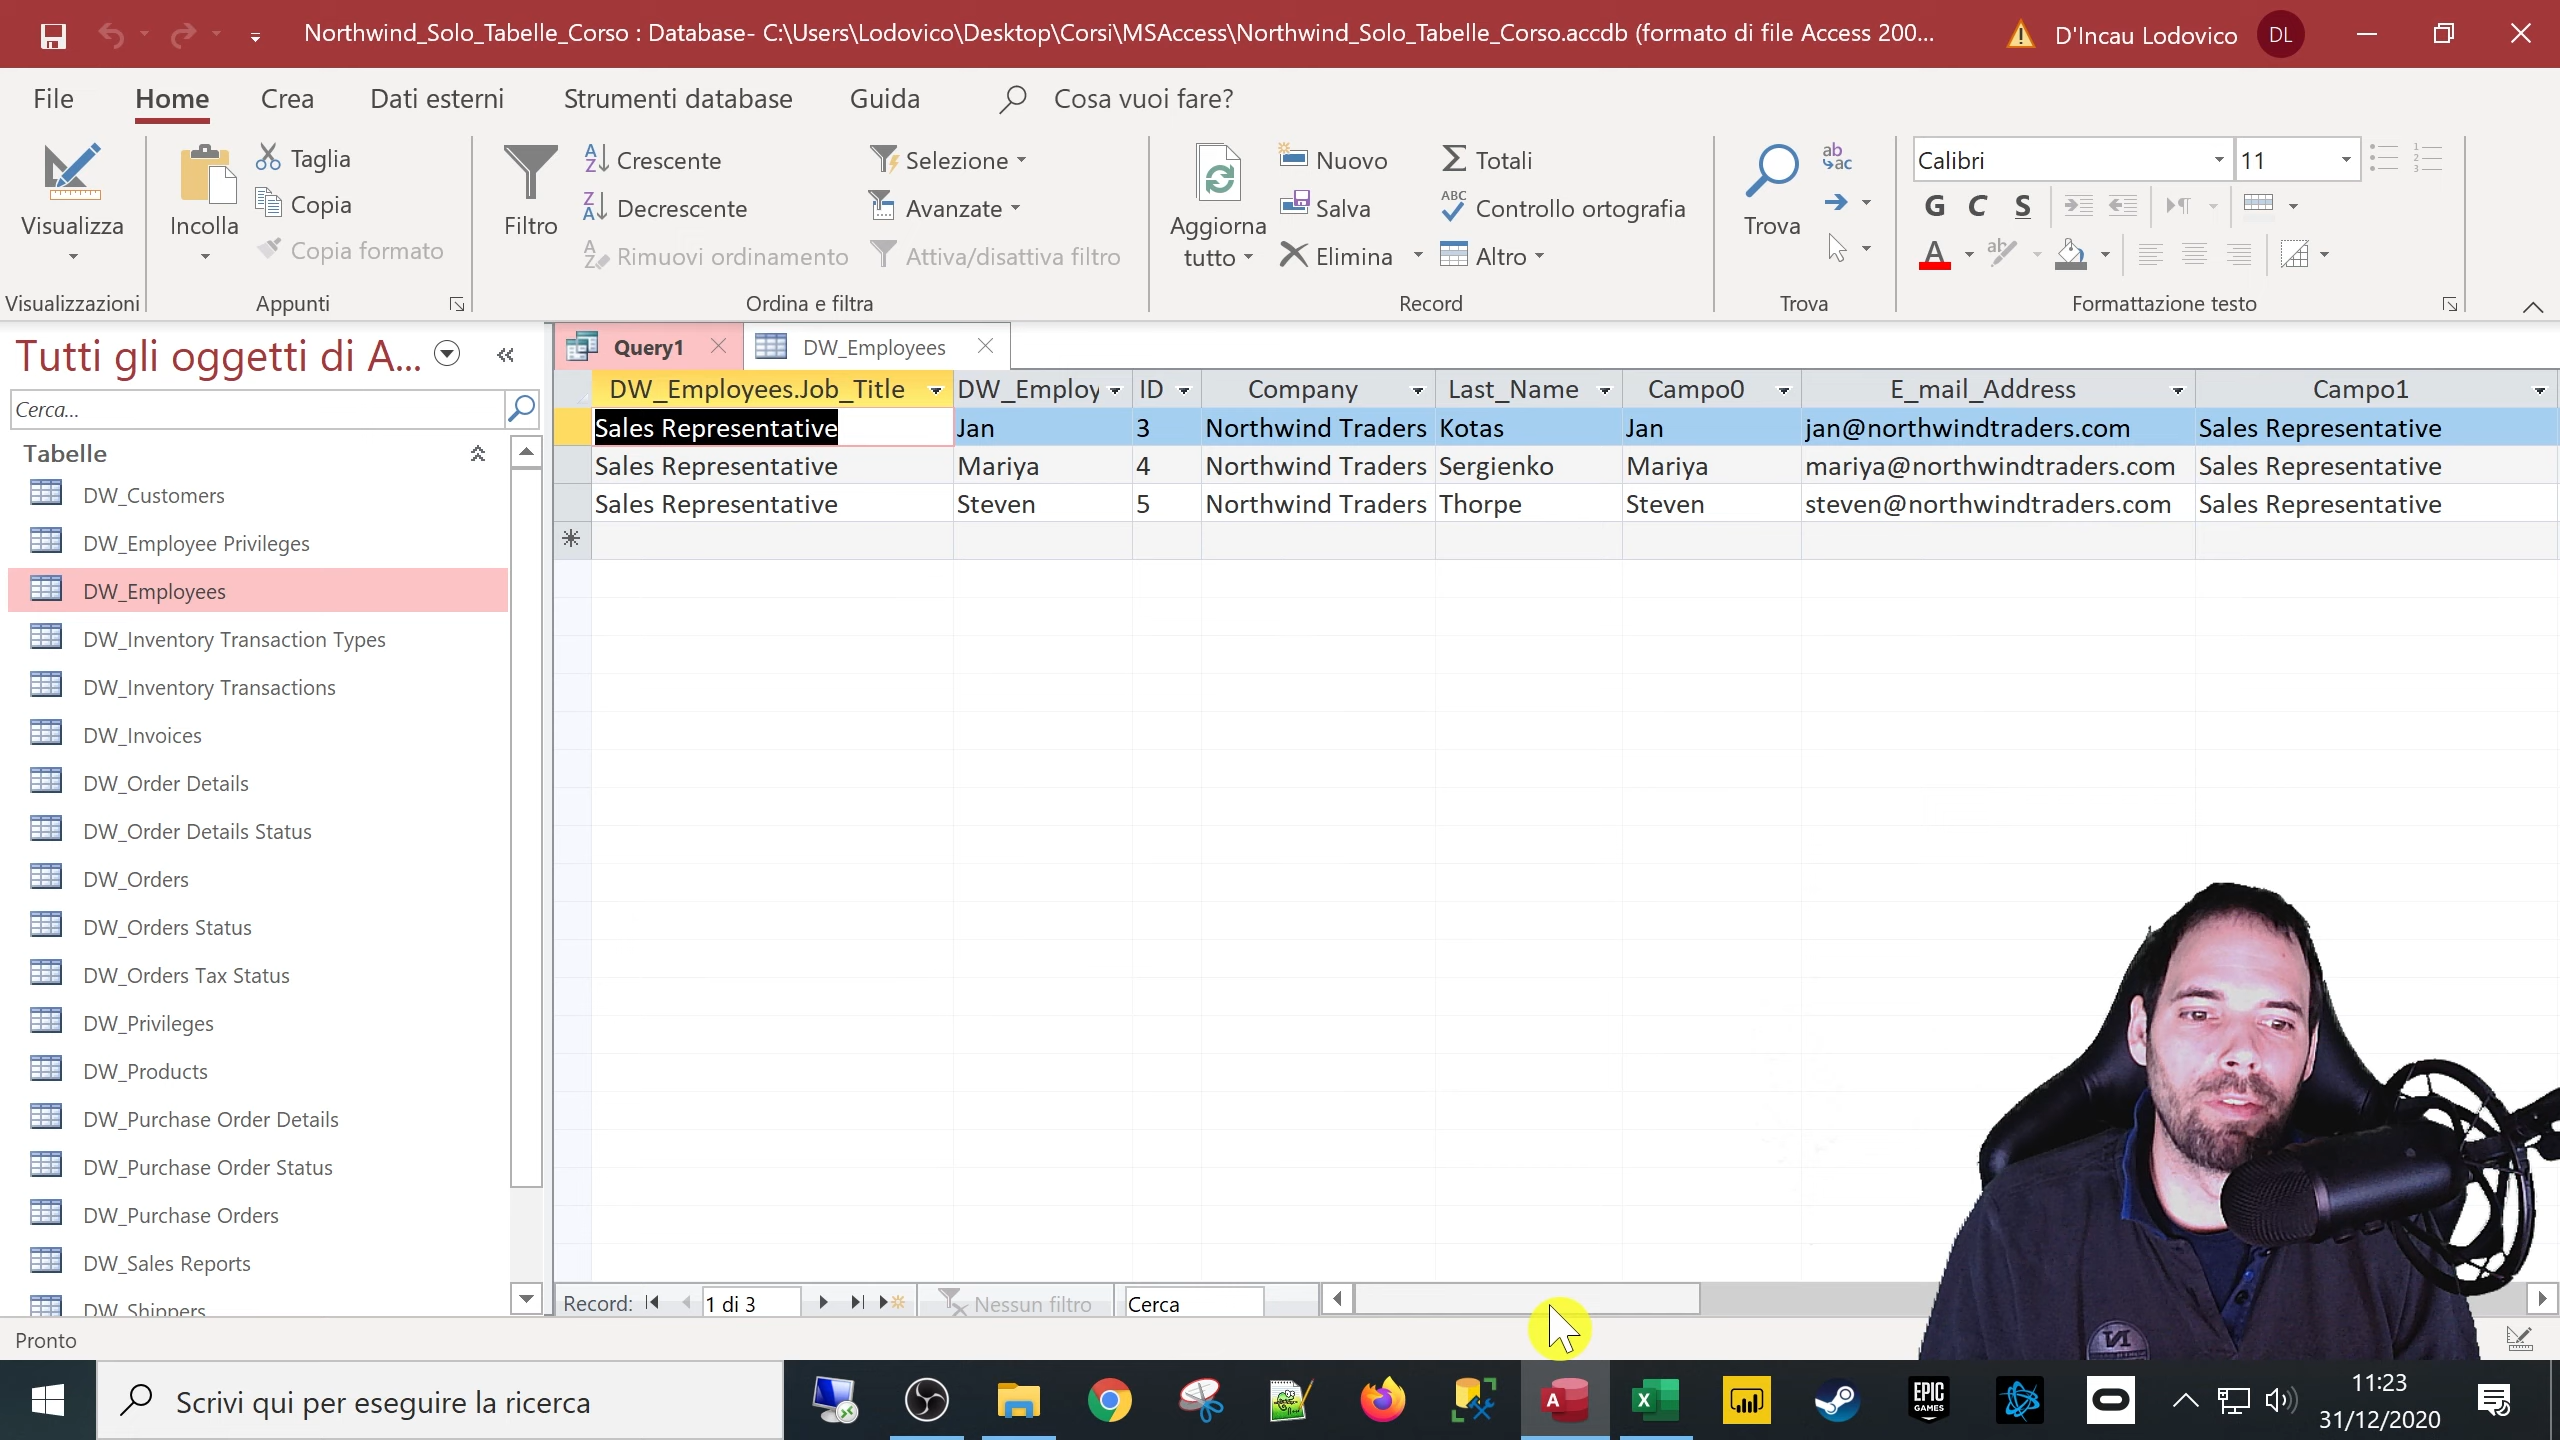 Northwind_Solo_Tabelle_Corso : Database- C:\Users\Lodovico\Desktop\Corsi\MSAccess\Northwind_Solo_Tabelle_Corso.accdb (formato di file Access 200...
D'Incau Lodovico
DL
File
Home
Crea
Dati esterni
Strumenti database
Guida
Cosa vuoi fare?
Visualizza
Visualizzazioni
Incolla
Taglia
Copia
Copia formato
Appunti
Filtro
Crescente
Decrescente
Rimuovi ordinamento
Selezione
Avanzate
Attiva/disattiva filtro
Ordina e filtra
Aggiorna
tutto
Nuovo
Salva
Elimina
Totali
Controllo ortografia
Altro
Record
Trova
Trova
Calibri
11
G C S
Formattazione testo
Tutti gli oggetti di A...
Cerca...
Tabelle
DW_Customers
DW_Employee Privileges
DW_Employees
DW_Inventory Transaction Types
DW_Inventory Transactions
DW_Invoices
DW_Order Details
DW_Order Details Status
DW_Orders
DW_Orders Status
DW_Orders Tax Status
DW_Privileges
DW_Products
DW_Purchase Order Details
DW_Purchase Order Status
DW_Purchase Orders
DW_Sales Reports
DW_Shippers
Query1
DW_Employees
DW_Employees.Job_Title DW_Employ ID Company Last_Name Campo0 E_mail_Address Campo1
Sales Representative Jan 3 Northwind Traders Kotas Jan jan@northwindtraders.com Sales Representative
Sales Representative Mariya 4 Northwind Traders Sergienko Mariya mariya@northwindtraders.com Sales Representative
Sales Representative Steven 5 Northwind Traders Thorpe Steven steven@northwindtraders.com Sales Representative
Record: 1 di 3 Nessun filtro Cerca
Pronto
Scrivi qui per eseguire la ricerca
EPIC
GAMES
11:23
31/12/2020